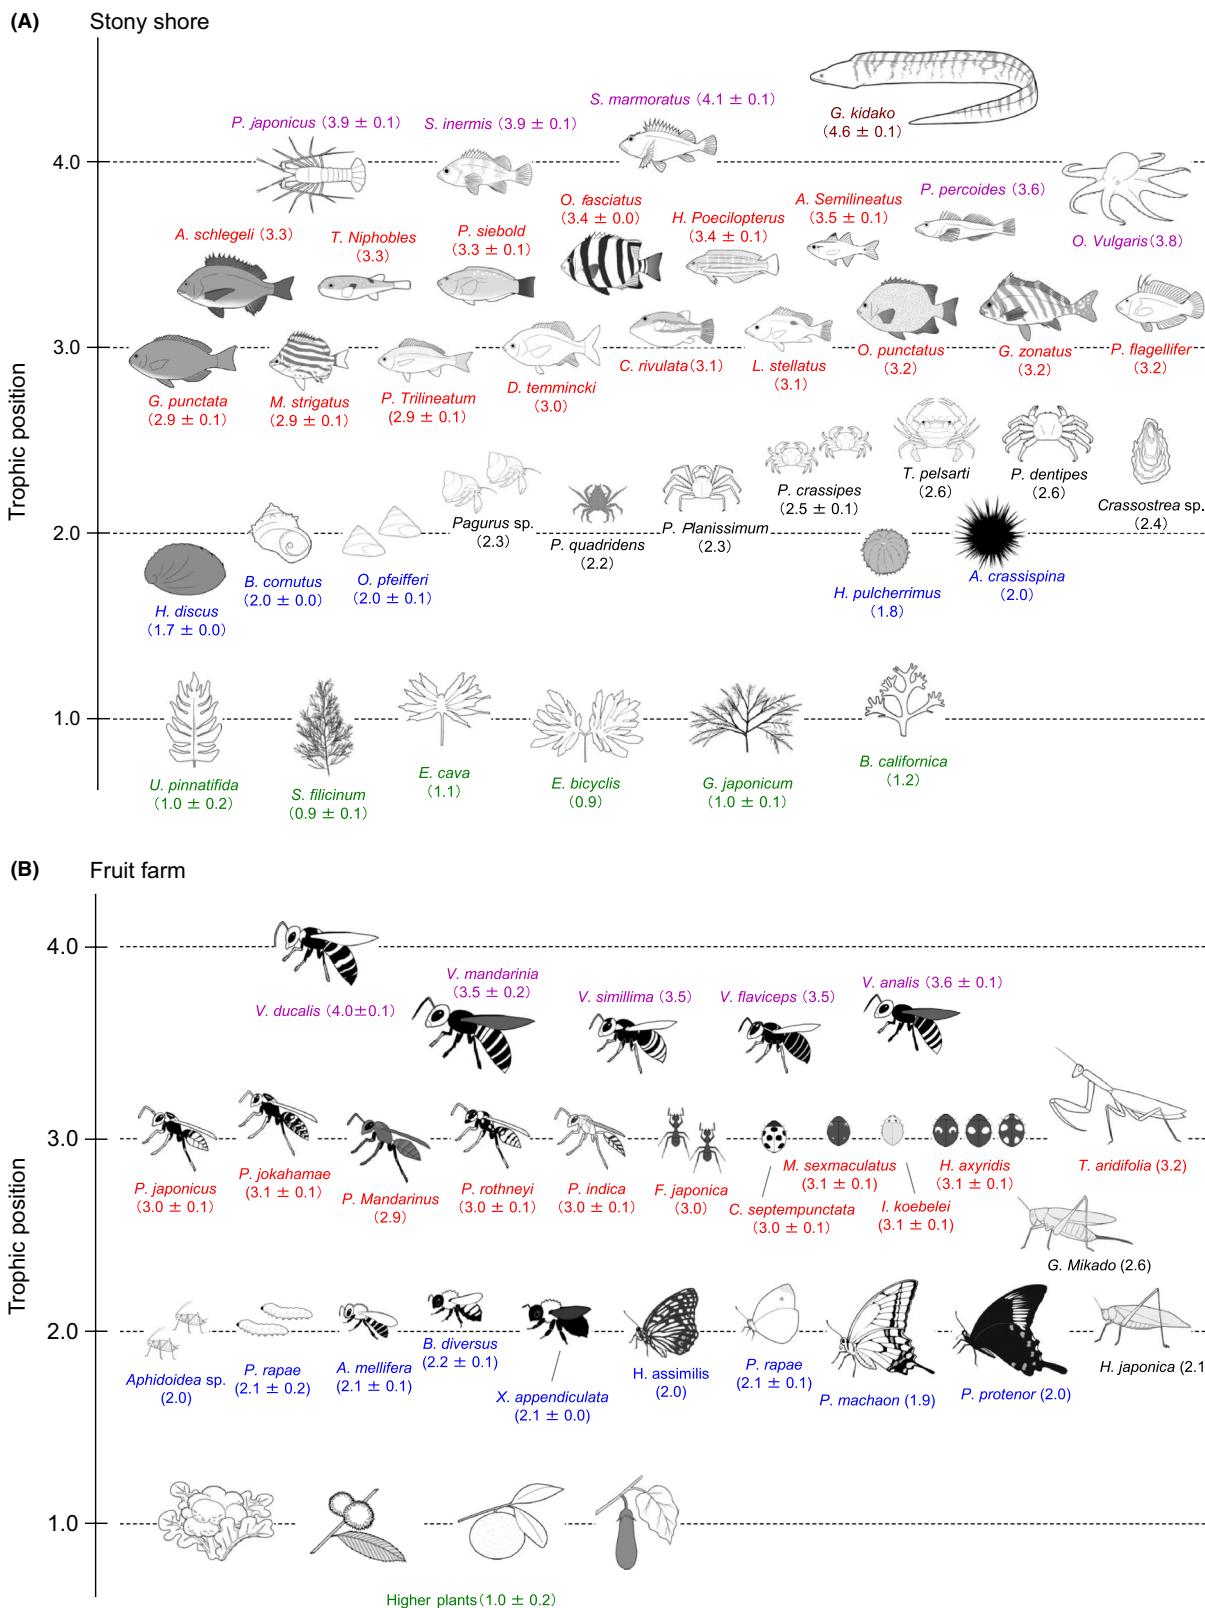 (A) Stony shore
S. marmoratus (4.1 ± 0.1)
G. kidako
(4.6 ± 0.1)
P. japonicus (3.9 ± 0.1)
S. inermis (3.9 ± 0.1)
4.0
P. percoides (3.6)
O. Vulgaris (3.8)
O. fasciatus
(3.4 ± 0.0)
A. Semilineatus
(3.5 ± 0.1)
H. Poecilopterus
(3.4 ± 0.1)
A. schlegeli (3.3)
T. Niphobles
(3.3)
P. siebold
(3.3 ± 0.1)
3.0
C. rivulata (3.1)
L. stellatus
(3.1)
O. punctatus
(3.2)
G. zonatus
(3.2)
P. flagellifer
(3.2)
G. punctata
(2.9 ± 0.1)
M. strigatus
(2.9 ± 0.1)
P. Trilineatum
(2.9 ± 0.1)
D. temmincki
(3.0)
Trophic position
T. pelsarti
(2.6)
P. dentipes
(2.6)
P. crassipes
(2.5 ± 0.1)
Crassostrea sp.
(2.4)
Pagurus sp.
(2.3)
P. quadridens
(2.2)
P. Planissimum
(2.3)
2.0
H. discus
(1.7 ± 0.0)
B. cornutus
(2.0 ± 0.0)
O. pfeifferi
(2.0 ± 0.1)
H. pulcherrimus
(1.8)
A. crassispina
(2.0)
1.0
U. pinnatifida
(1.0 ± 0.2)
S. filicinum
(0.9 ± 0.1)
E. cava
(1.1)
E. bicyclis
(0.9)
G. japonicum
(1.0 ± 0.1)
B. californica
(1.2)
(B) Fruit farm
4.0
V. ducalis (4.0±0.1)
V. mandarinia
(3.5 ± 0.2)
V. simillima (3.5)
V. flaviceps (3.5)
V. analis (3.6 ± 0.1)
3.0
P. japonicus
(3.0 ± 0.1)
P. jokahamae
(3.1 ± 0.1)
P. Mandarinus
(2.9)
P. rothneyi
(3.0 ± 0.1)
P. indica
(3.0 ± 0.1)
F. japonica
(3.0)
M. sexmaculatus
(3.1 ± 0.1)
C. septempunctata
(3.0 ± 0.1)
I. koebelei
(3.1 ± 0.1)
H. axyridis
(3.1 ± 0.1)
T. aridifolia (3.2)
Trophic position
G. Mikado (2.6)
2.0
Aphidoidea sp.
(2.0)
P. rapae
(2.1 ± 0.2)
A. mellifera
(2.1 ± 0.1)
B. diversus
(2.2 ± 0.1)
X. appendiculata
(2.1 ± 0.0)
H. assimilis
(2.0)
P. rapae
(2.1 ± 0.1)
P. machaon (1.9)
P. protenor (2.0)
H. japonica (2.1
1.0
Higher plants (1.0 ± 0.2)